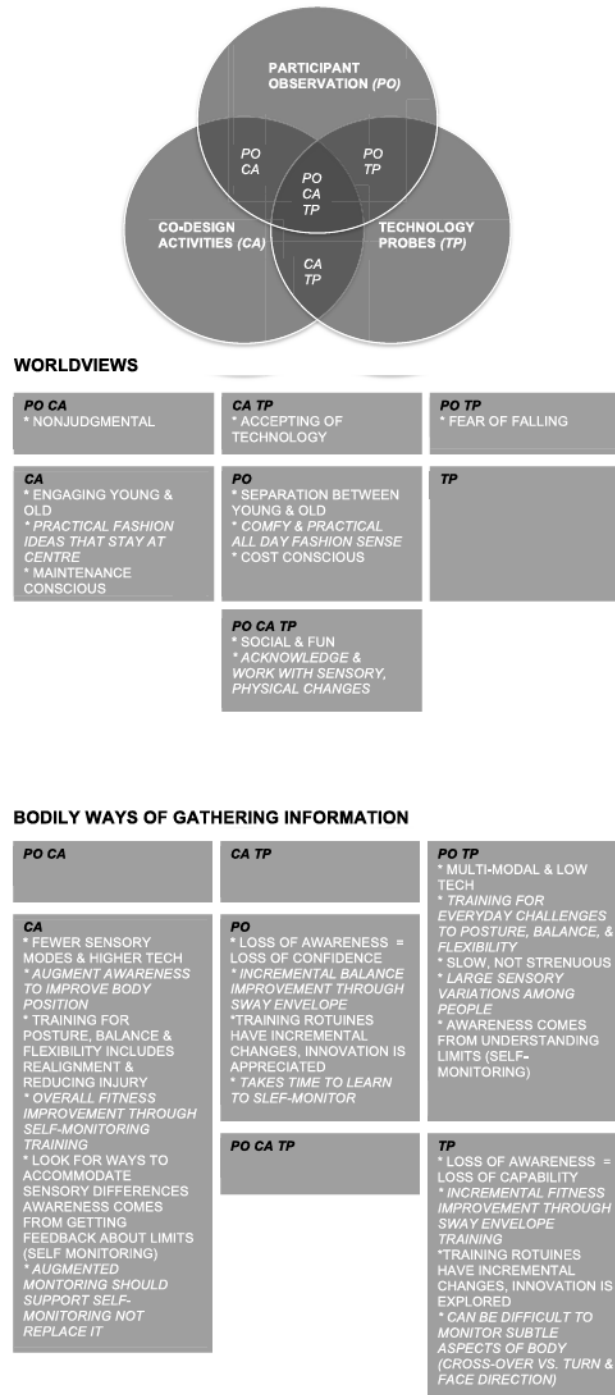 PARTICIPANT
OBSERVATION (PO)
PO
CA
PO
TP
PO
CA
TP
CO-DESIGN
ACTIVITIES (CA)
TECHNOLOGY
PROBES (TP)
CA
TP
WORLDVIEWS
PO CA
* NONJUDGMENTAL
CA TP
* ACCEPTING OF
TECHNOLOGY
PO TP
* FEAR OF FALLING
CA
* ENGAGING YOUNG &
OLD
* PRACTICAL FASHION
IDEAS THAT STAY AT
CENTRE
* MAINTENANCE
CONSCIOUS
PO
* SEPARATION BETWEEN
YOUNG & OLD
* COMFY & PRACTICAL
ALL DAY FASHION SENSE
* COST CONSCIOUS
TP
PO CA TP
* SOCIAL & FUN
* ACKNOWLEDGE &
WORK WITH SENSORY,
PHYSICAL CHANGES
BODILY WAYS OF GATHERING INFORMATION
PO CA
CA TP
PO TP
* MULTI-MODAL & LOW
TECH
* TRAINING FOR
EVERYDAY CHALLENGES
TO POSTURE, BALANCE, &
FLEXIBILITY
* SLOW, NOT STRENUOUS
* LARGE SENSORY
VARIATIONS AMONG
PEOPLE
* AWARENESS COMES
FROM UNDERSTANDING
LIMITS (SELF-
MONITORING)
CA
* FEWER SENSORY
MODES & HIGHER TECH
* AUGMENT AWARENESS
TO IMPROVE BODY
POSITION
* TRAINING FOR
POSTURE, BALANCE &
FLEXIBILITY INCLUDES
REALIGNMENT &
REDUCING INJURY
* OVERALL FITNESS
IMPROVEMENT THROUGH
SELF-MONITORING
TRAINING
* LOOK FOR WAYS TO
ACCOMMODATE
SENSORY DIFFERENCES
AWARENESS COMES
FROM GETTING
FEEDBACK ABOUT LIMITS
(SELF MONITORING)
* AUGMENTED
MONTORING SHOULD
SUPPORT SELF-
MONITORING NOT
REPLACE IT
PO
* LOSS OF AWARENESS =
LOSS OF CONFIDENCE
* INCREMENTAL BALANCE
IMPROVEMENT THROUGH
SWAY ENVELOPE
*TRAINING ROTUINES
HAVE INCREMENTAL
CHANGES, INNOVATION IS
APPRECIATED
* TAKES TIME TO LEARN
TO SLEF-MONITOR
PO CA TP
TP
* LOSS OF AWARENESS =
LOSS OF CAPABILITY
* INCREMENTAL FITNESS
IMPROVEMENT THROUGH
SWAY ENVELOPE
TRAINING
*TRAINING ROTUINES
HAVE INCREMENTAL
CHANGES, INNOVATION IS
EXPLORED
* CAN BE DIFFICULT TO
MONITOR SUBTLE
ASPECTS OF BODY
(CROSS-OVER VS. TURN &
FACE DIRECTION)